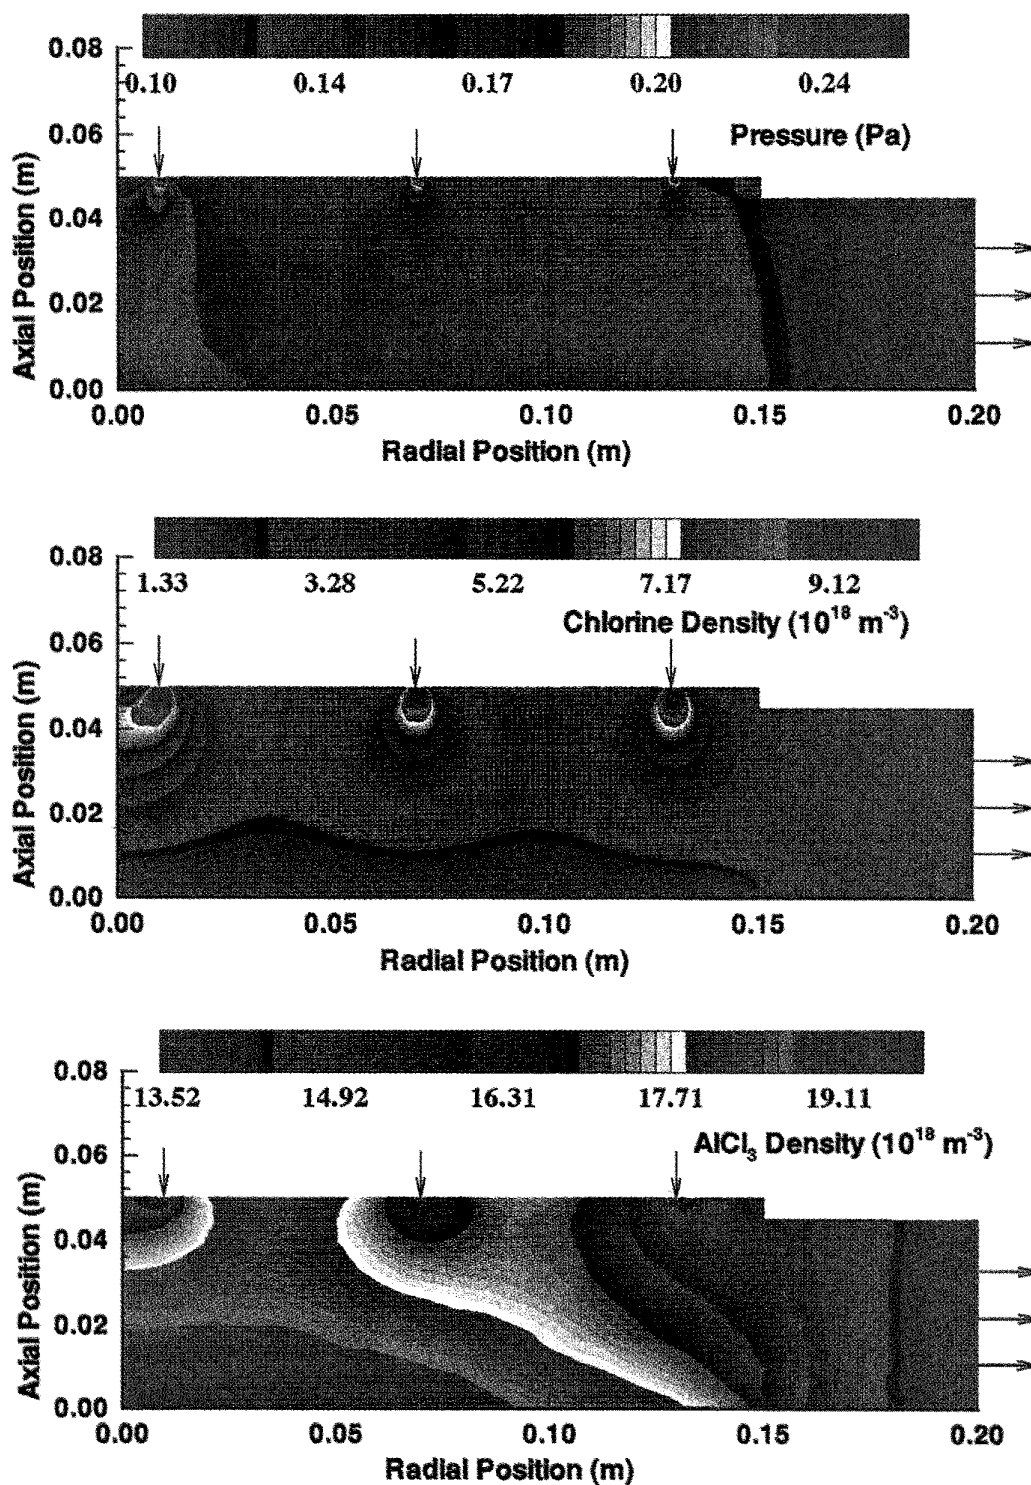 0.08
0.10 0.14 0.17 0.20 0.24
0.06
Pressure (Pa)
0.04
0.02
0.00
Axial Position (m)
0.00 0.05 0.10 0.15 0.20
Radial Position (m)
0.08
1.33 3.28 5.22 7.17 9.12
Chlorine Density (10¹⁸ m⁻³)
0.06
0.04
0.02
0.00
Axial Position (m)
0.00 0.05 0.10 0.15 0.20
Radial Position (m)
0.08
13.52 14.92 16.31 17.71 19.11
AlCl₃ Density (10¹⁸ m⁻³)
0.06
0.04
0.02
0.00
Axial Position (m)
0.00 0.05 0.10 0.15 0.20
Radial Position (m)